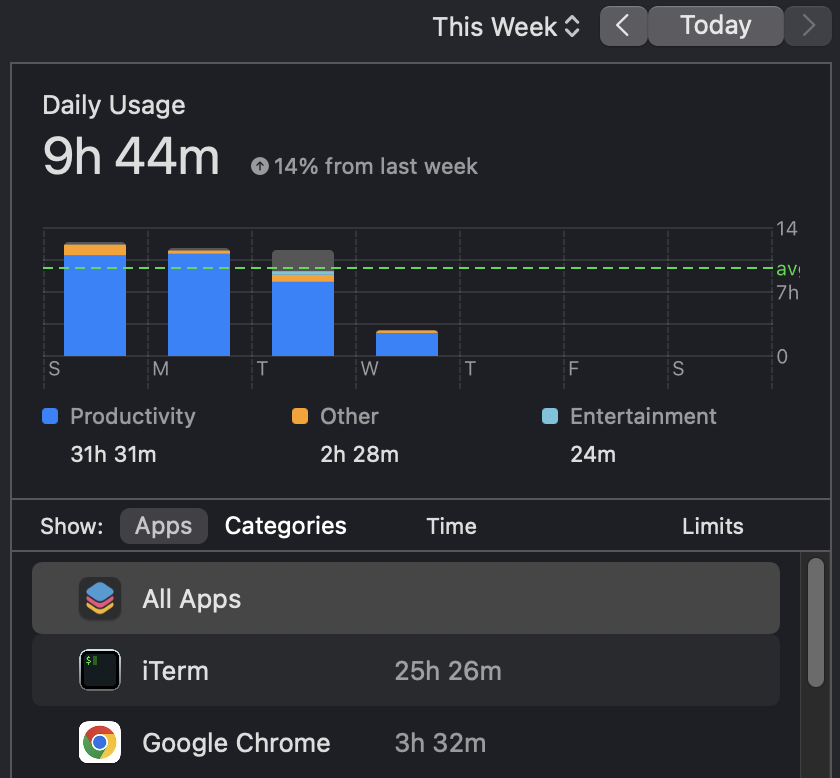 This Week
Today
Daily Usage
9h 44m
14% from last week
14
avg
7h
0
S M T W T F S
Productivity Other Entertainment
31h 31m 2h 28m 24m
Show: Apps Categories Time Limits
All Apps
iTerm 25h 26m
Google Chrome 3h 32m